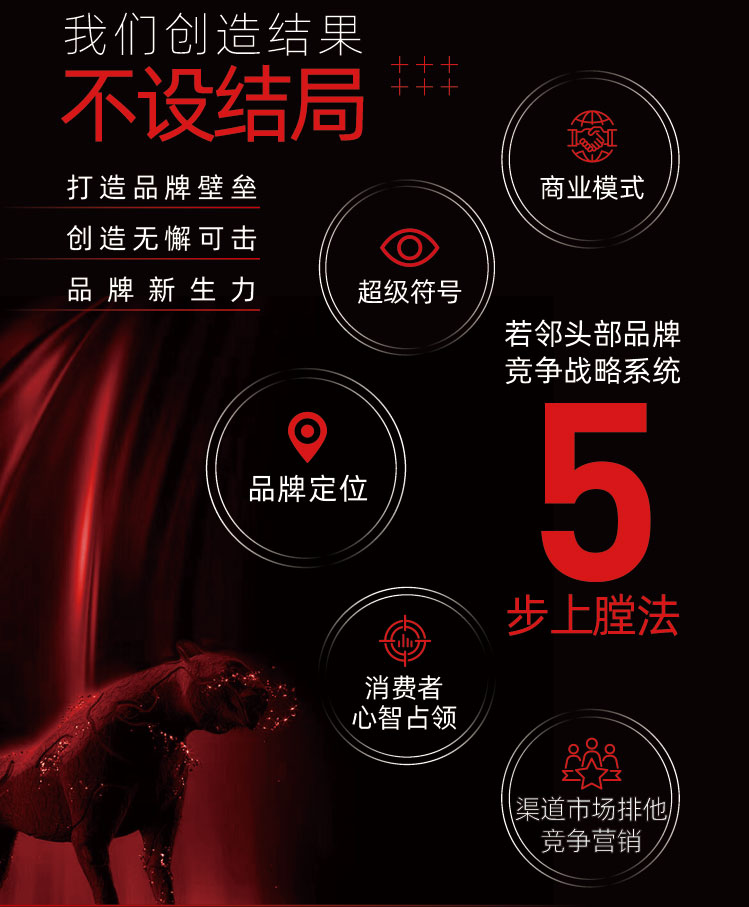 我们创造结果
不设结局
打造品牌壁垒
创造无懈可击
品牌新生力
商业模式
超级符号
若邻头部品牌
竞争战略系统
5
步上膛法
品牌定位
消费者
心智占领
渠道市场排他
竞争营销